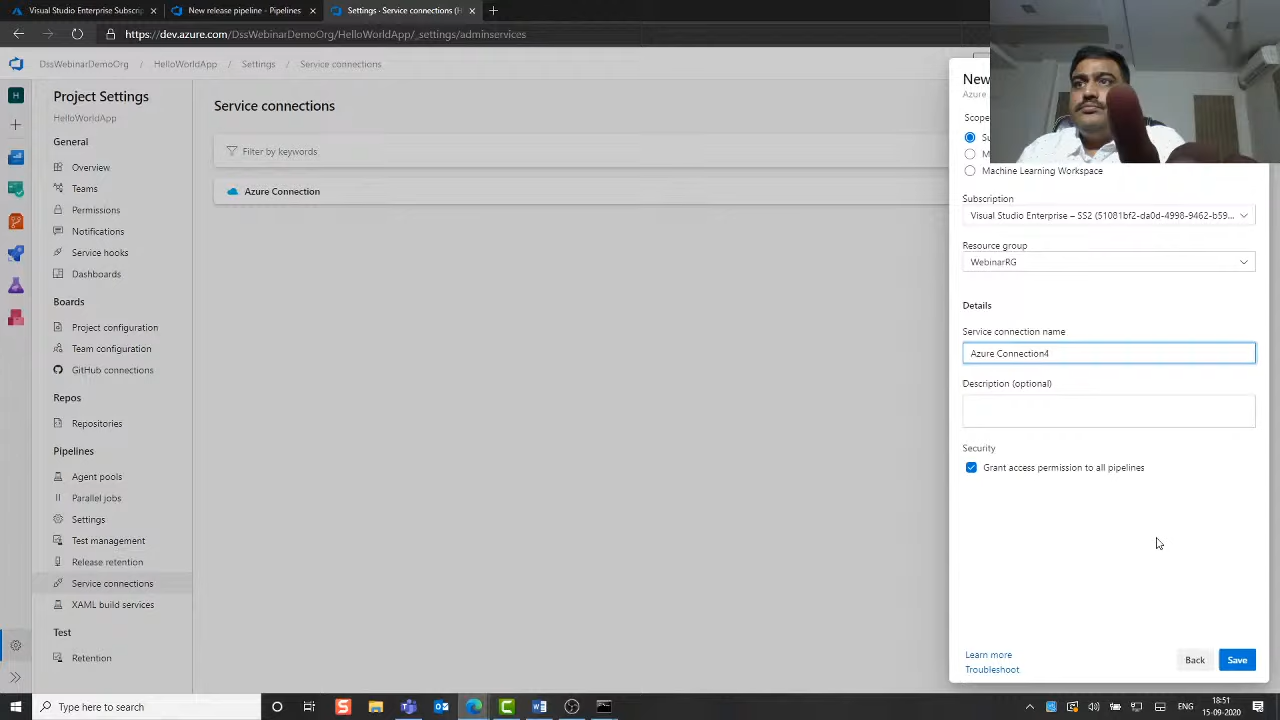 Visual Studio Enterprise Subscrip
New release pipeline - Pipelines
Settings · Service connections (H
https://dev.azure.com/DssWebinarDemoOrg/HelloWorldApp/_settings/adminservices
DssWebinarDemoOrg / HelloWorldApp / Settings / Service connections
H
Project Settings
HelloWorldApp
General
Overview
Teams
Permissions
Notifications
Service hooks
Dashboards
Boards
Project configuration
Team configuration
GitHub connections
Repos
Repositories
Pipelines
Agent pools
Parallel jobs
Settings
Test management
Release retention
Service connections
XAML build services
Test
Retention
Service connections
Filter by keywords
Azure Connection
New
Azure
Scope
Su
M
Machine Learning Workspace
Subscription
Visual Studio Enterprise – SS2 (51081bf2-da0d-4998-9462-b59...
Resource group
WebinarRG
Details
Service connection name
Azure Connection4
Description (optional)
Security
Grant access permission to all pipelines
Learn more
Troubleshoot
Back
Save
Type here to search
ENG
18:51
15-09-2020